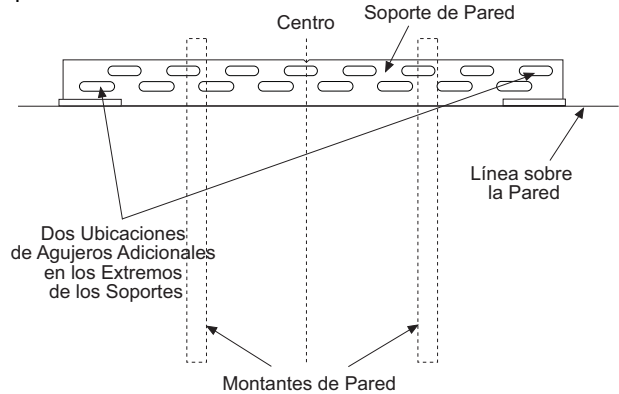 Soporte de Pared
Centro
Línea sobre
la Pared
Dos Ubicaciones
de Agujeros Adicionales
en los Extremos
de los Soportes
Montantes de Pared